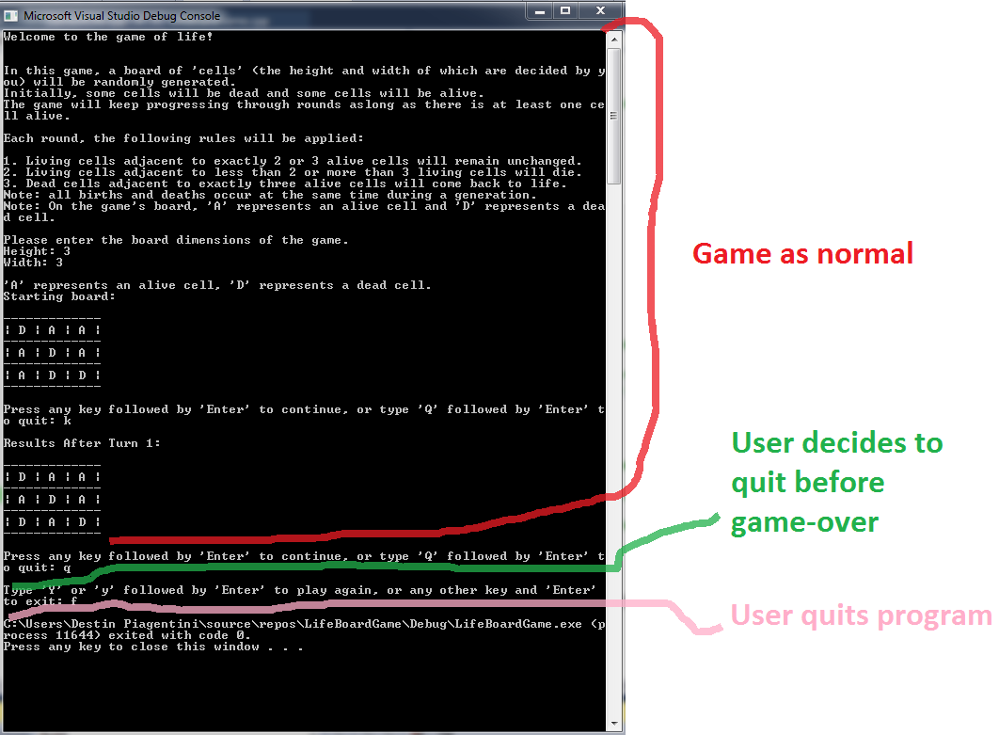 Microsoft Visual Studio Debug Console
Welcome to the game of life!
In this game, a board of 'cells' (the height and width of which are decided by y
ou) will be randomly generated.
Initially, some cells will be dead and some cells will be alive.
The game will keep progressing through rounds aslong as there is at least one ce
ll alive.
Each round, the following rules will be applied:
1. Living cells adjacent to exactly 2 or 3 alive cells will remain unchanged.
2. Living cells adjacent to less than 2 or more than 3 living cells will die.
3. Dead cells adjacent to exactly three alive cells will come back to life.
Note: all births and deaths occur at the same time during a generation.
Note: On the game's board, 'A' represents an alive cell and 'D' represents a dea
d cell.
Please enter the board dimensions of the game.
Height: 3
Width: 3
'A' represents an alive cell, 'D' represents a dead cell.
Starting board:
-------------
¦ D ¦ A ¦ A ¦
-------------
¦ A ¦ D ¦ A ¦
-------------
¦ A ¦ D ¦ D ¦
-------------
Press any key followed by 'Enter' to continue, or type 'Q' followed by 'Enter' t
o quit: k
Results After Turn 1:
-------------
¦ D ¦ A ¦ A ¦
-------------
¦ A ¦ D ¦ A ¦
-------------
¦ D ¦ A ¦ D ¦
-------------
Press any key followed by 'Enter' to continue, or type 'Q' followed by 'Enter' t
o quit: q
Type 'Y' or 'y' followed by 'Enter' to play again, or any other key and 'Enter'
to exit: f
C:\Users\Destin Piagentini\source\repos\LifeBoardGame\Debug\LifeBoardGame.exe (p
rocess 11644) exited with code 0.
Press any key to close this window . . .
Game as normal
User decides to
quit before
game-over
User quits program